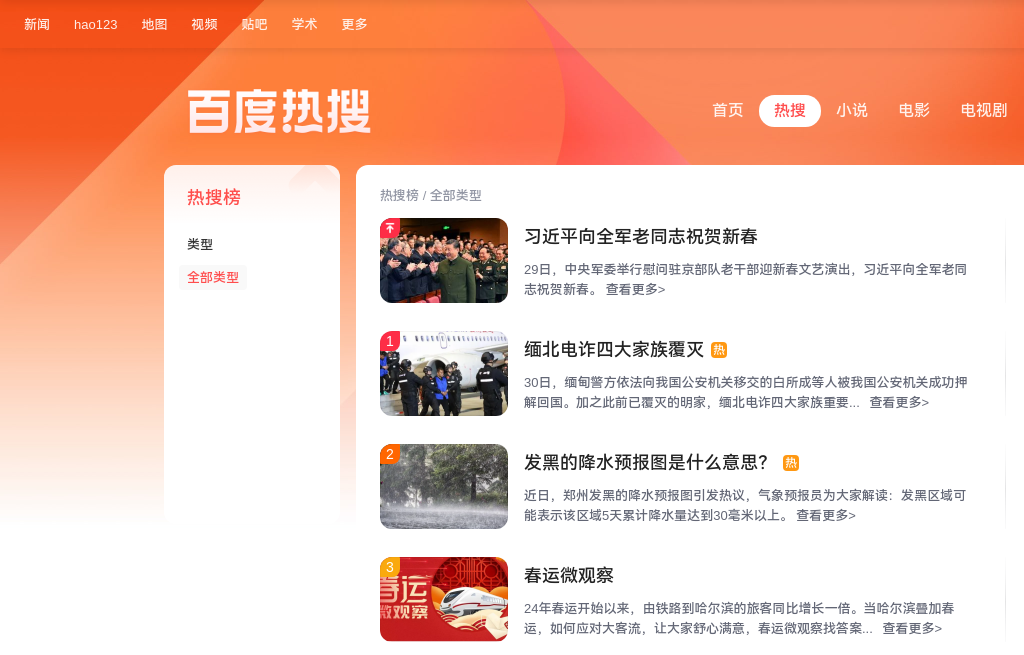 新闻 hao123 地图 视频 贴吧 学术 更多
百度热搜
首页 热搜 小说 电影 电视剧
热搜榜
类型
全部类型
热搜榜 / 全部类型
习近平向全军老同志祝贺新春
29日，中央军委举行慰问驻京部队老干部迎新春文艺演出，习近平向全军老同
志祝贺新春。 查看更多>
1
缅北电诈四大家族覆灭 热
30日，缅甸警方依法向我国公安机关移交的白所成等人被我国公安机关成功押
解回国。加之此前已覆灭的明家，缅北电诈四大家族重要... 查看更多>
2
发黑的降水预报图是什么意思？ 热
近日，郑州发黑的降水预报图引发热议，气象预报员为大家解读：发黑区域可
能表示该区域5天累计降水量达到30毫米以上。 查看更多>
3
春运
微观察
春运微观察
24年春运开始以来，由铁路到哈尔滨的旅客同比增长一倍。当哈尔滨叠加春
运，如何应对大客流，让大家舒心满意，春运微观察找答案... 查看更多>